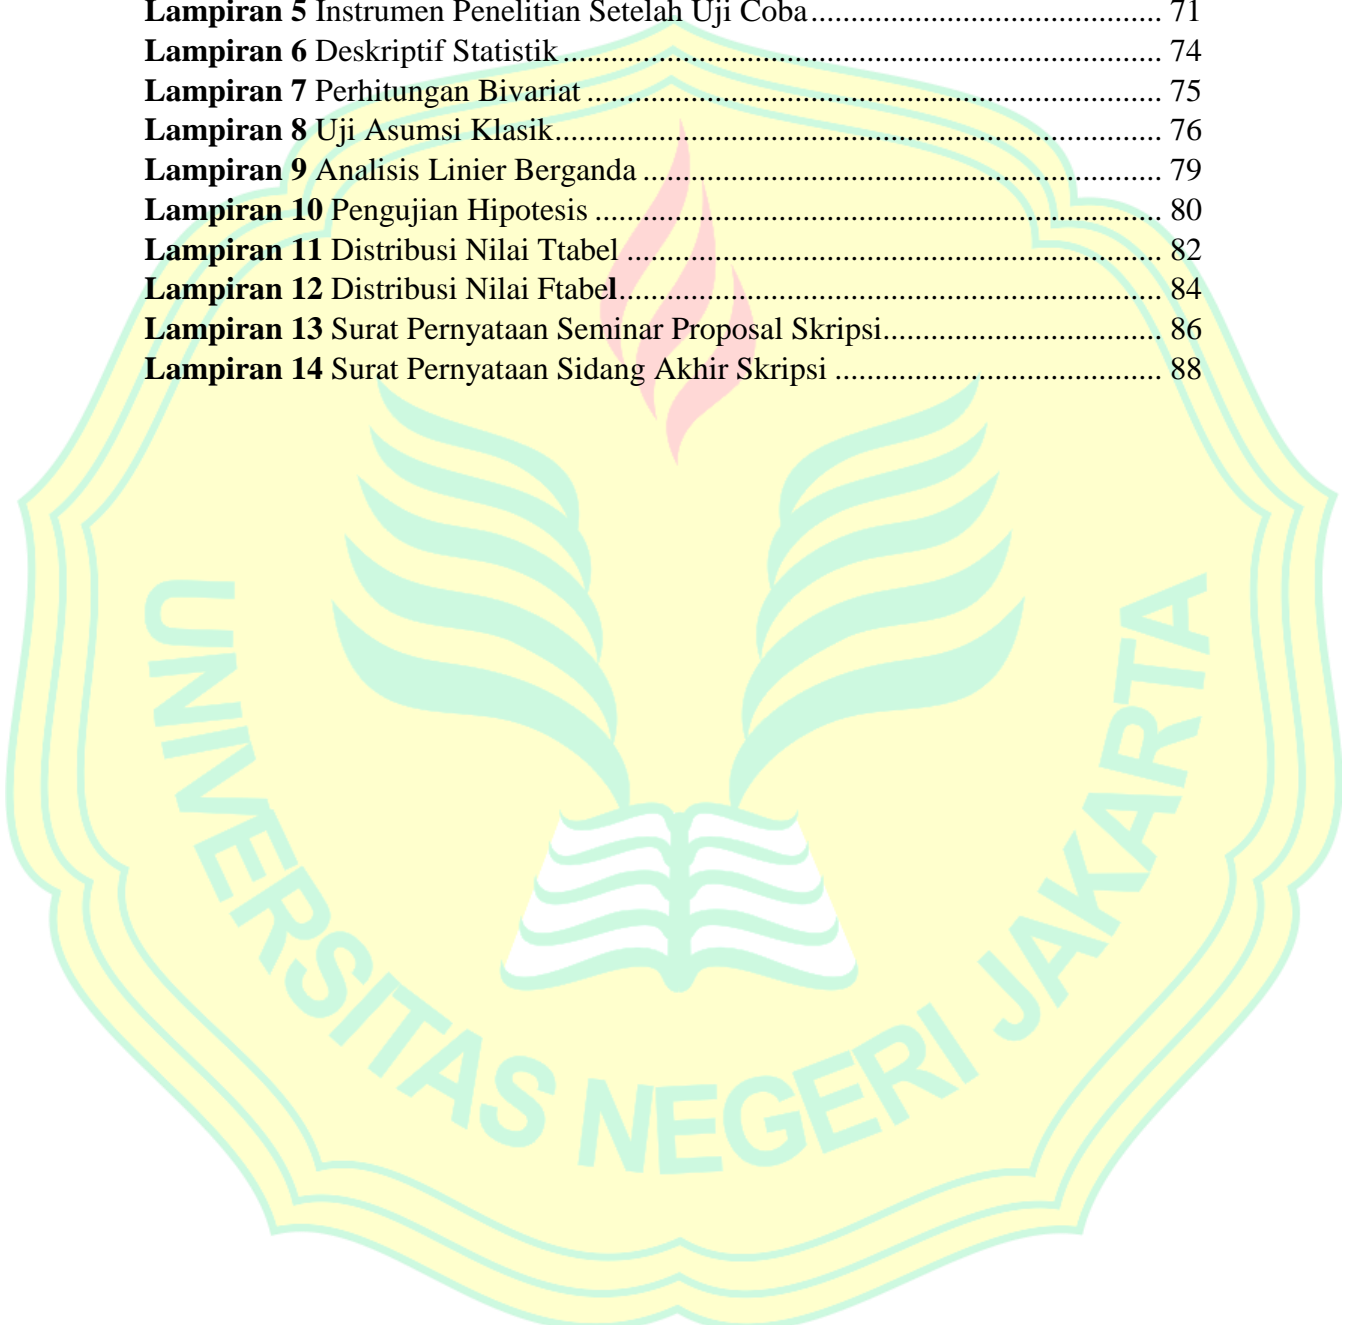 Lampiran 5 Instrumen Penelitian Setelah Uji Coba............................................. 71
Lampiran 6 Deskriptif Statistik............................................................................ 74
Lampiran 7 Perhitungan Bivariat ......................................................................... 75
Lampiran 8 Uji Asumsi Klasik............................................................................. 76
Lampiran 9 Analisis Linier Berganda .................................................................. 79
Lampiran 10 Pengujian Hipotesis ........................................................................ 80
Lampiran 11 Distribusi Nilai Ttabel .................................................................... 82
Lampiran 12 Distribusi Nilai Ftabel..................................................................... 84
Lampiran 13 Surat Pernyataan Seminar Proposal Skripsi................................... 86
Lampiran 14 Surat Pernyataan Sidang Akhir Skripsi ......................................... 88
UNIVERSITAS NEGERI JAKARTA